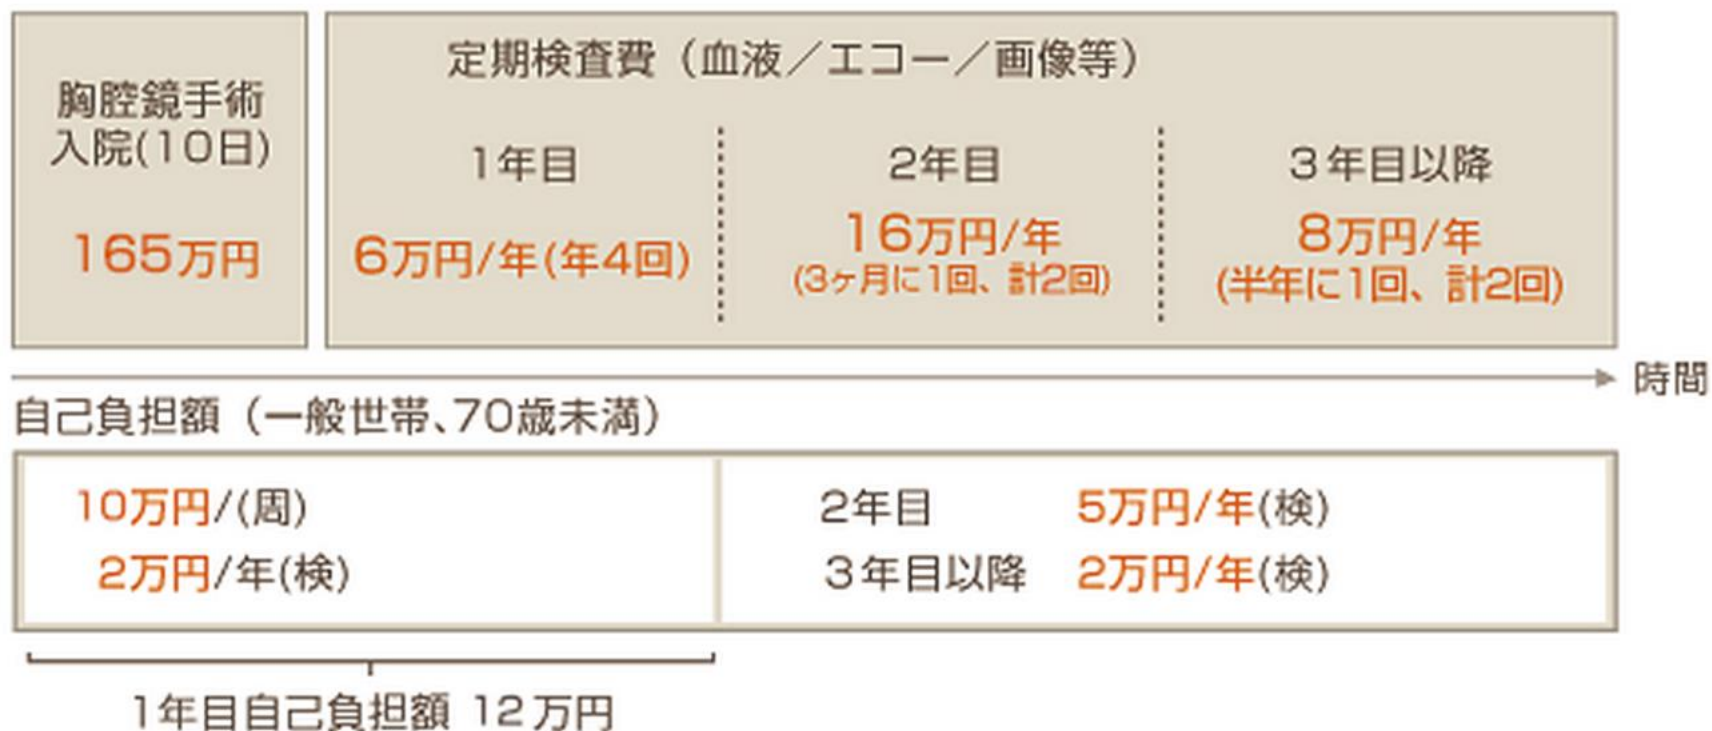 胸腔鏡手術
入院(10日)
165万円
定期検査費（血液／エコー／画像等）
1年目
6万円/年(年4回)
2年目
16万円/年
(3ヶ月に1回、計2回)
3年目以降
8万円/年
(半年に1回、計2回)
時間
自己負担額（一般世帯、70歳未満）
10万円/(周)
2万円/年(検)
2年目 5万円/年(検)
3年目以降 2万円/年(検)
1年目自己負担額 12万円